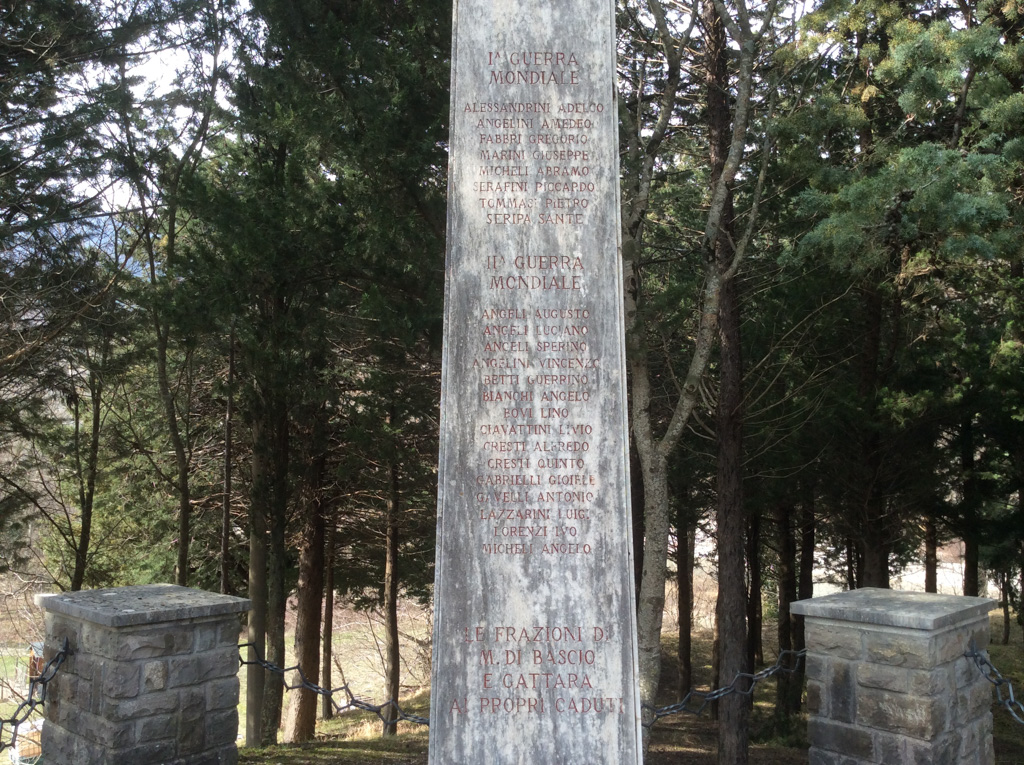 Iᴬ GUERRA
MONDIALE
ALESSANDRINI ADELCO
ANGELINI AMEDEO
FABBRI GREGORIO
MARINI GIUSEPPE
MICHELI ABRAMO
SERAFINI RICCARDO
TOMMASI PIETRO
SERIPA SANTE
IIᴬ GUERRA
MONDIALE
ANGELI AUGUSTO
ANGELI LUCIANO
ANGELI SPERINO
ANGELINI VINCENZO
BETTI GUERRINO
BIANCHI ANGELO
BOVI LINO
CIAVATTINI LIVIO
CRESTI ALFREDO
CRESTI QUINTO
GABRIELLI GIOIELE
GAVELLI ANTONIO
LAZZARINI LUIGI
LORENZI IVO
MICHELI ANGELO
LE FRAZIONI DI
M. DI BASCIO
E GATTARA
AI PROPRI CADUTI